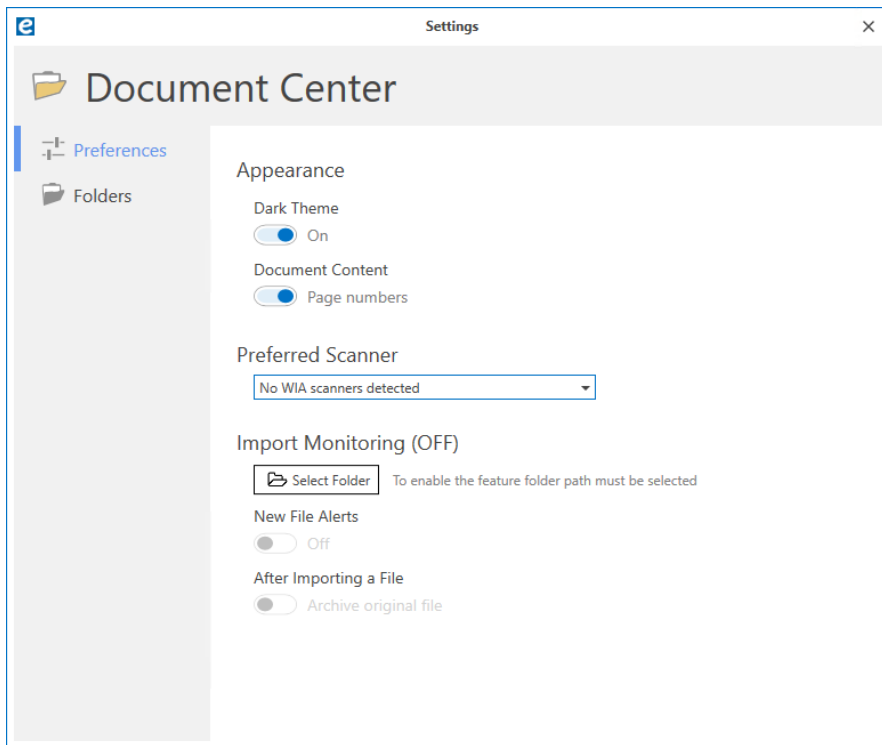 Settings
Document Center
Preferences
Folders
Appearance
Dark Theme
On
Document Content
Page numbers
Preferred Scanner
No WIA scanners detected
Import Monitoring (OFF)
Select Folder To enable the feature folder path must be selected
New File Alerts
Off
After Importing a File
Archive original file